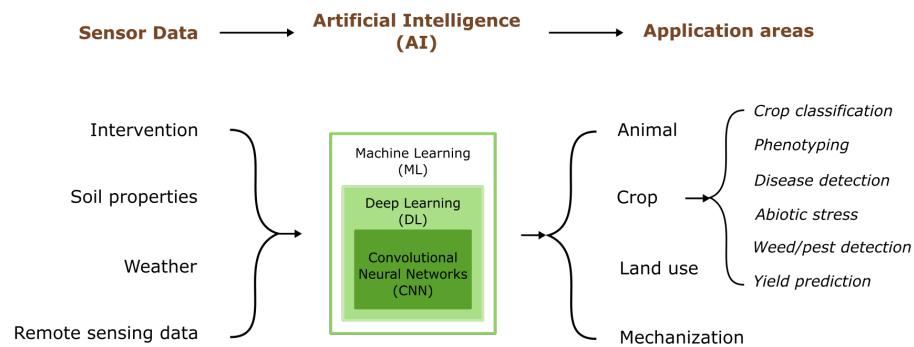 Sensor Data
Artificial Intelligence
(AI)
Application areas
Intervention
Soil properties
Weather
Remote sensing data
Machine Learning
(ML)
Deep Learning
(DL)
Convolutional
Neural Networks
(CNN)
Animal
Crop
Land use
Mechanization
Crop classification
Phenotyping
Disease detection
Abiotic stress
Weed/pest detection
Yield prediction